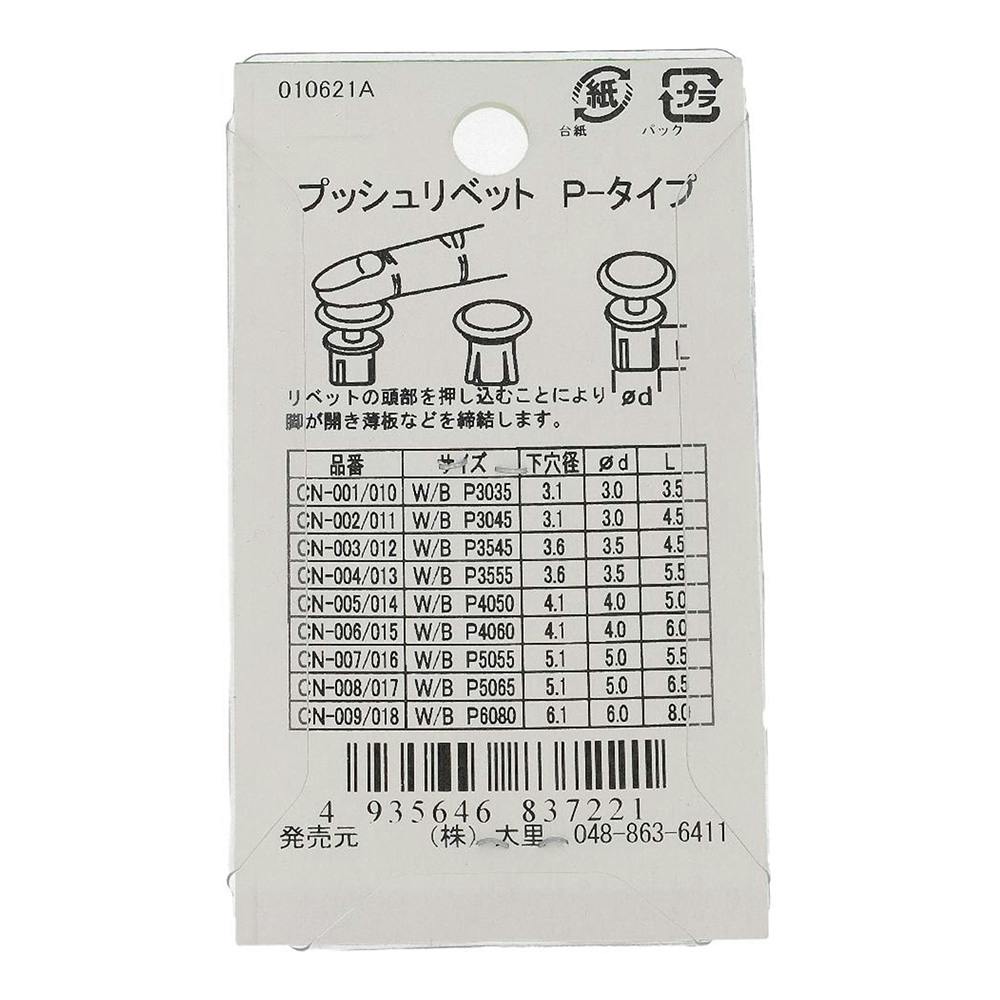 010621A
紙 プラ
台紙 パック
プッシュリベット P-タイプ
L
リベットの頭部を押し込むことにより ød
脚が開き薄板などを締結します。
品番 サイズ 下穴径 ød L
CN-001/010 W/B P3035 3.1 3.0 3.5
CN-002/011 W/B P3045 3.1 3.0 4.5
CN-003/012 W/B P3545 3.6 3.5 4.5
CN-004/013 W/B P3555 3.6 3.5 5.5
CN-005/014 W/B P4050 4.1 4.0 5.0
CN-006/015 W/B P4060 4.1 4.0 6.0
CN-007/016 W/B P5055 5.1 5.0 5.5
CN-008/017 W/B P5065 5.1 5.0 6.5
CN-009/018 W/B P6080 6.1 6.0 8.0
4 935646 837221
発売元 (株) 大里 048-863-6411